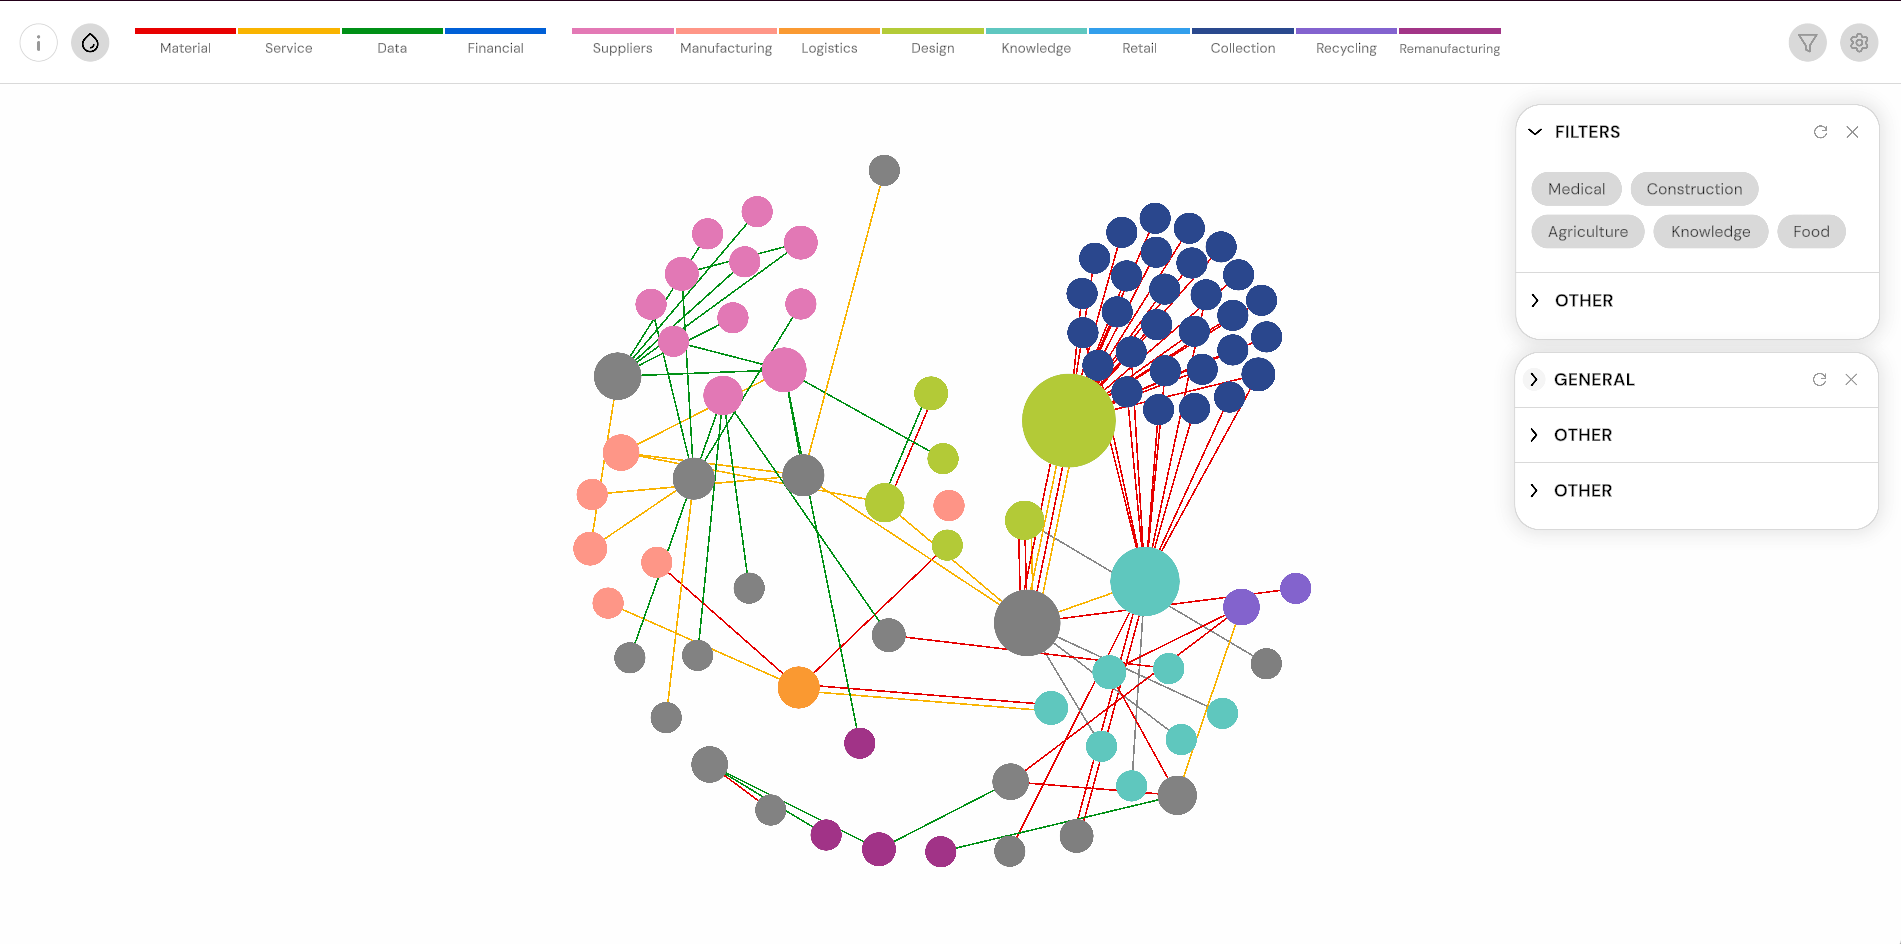 i
Material Service Data Financial Suppliers Manufacturing Logistics Design Knowledge Retail Collection Recycling Remanufacturing
FILTERS
Medical Construction
Agriculture Knowledge Food
OTHER
GENERAL
OTHER
OTHER